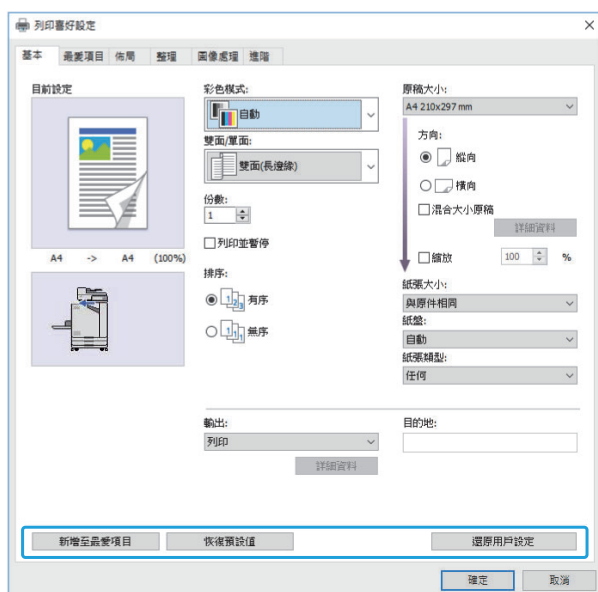 列印喜好設定
基本 最愛項目 佈局 整理 圖像處理 進階
目前設定
A4 -> A4 (100%)
彩色模式:
自動
雙面/單面:
雙面(長邊緣)
份數:
1
列印並暫停
排序:
有序
無序
原稿大小:
A4 210x297 mm
方向:
縱向
橫向
混合大小原稿
詳細資料
縮放 100 %
紙張大小:
與原件相同
紙盤:
自動
紙張類型:
任何
輸出:
列印
詳細資料
目的地:
新增至最愛項目 恢復預設值 還原用戶設定
確定 取消